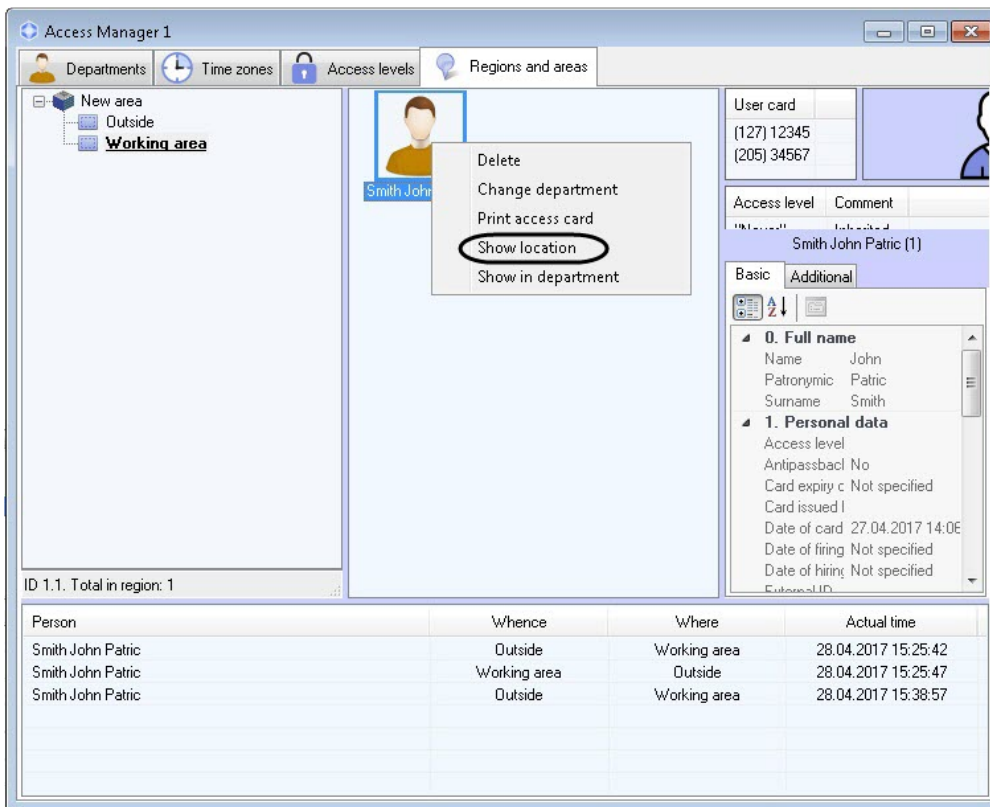 Access Manager 1
Departments Time zones Access levels Regions and areas
New area
Outside
Working area
Smith John
Delete
Change department
Print access card
Show location
Show in department
User card
(127) 12345
(205) 34567
Access level Comment
"Never" Inherited
Smith John Patric (1)
Basic Additional
0. Full name
Name John
Patronymic Patric
Surname Smith
1. Personal data
Access level
Antipassbacl No
Card expiry c Not specified
Card issued l
Date of card 27.04.2017 14:06
Date of firing Not specified
Date of hiring Not specified
External ID
ID 1.1. Total in region: 1
Person Whence Where Actual time
Smith John Patric Outside Working area 28.04.2017 15:25:42
Smith John Patric Working area Outside 28.04.2017 15:25:47
Smith John Patric Outside Working area 28.04.2017 15:38:57